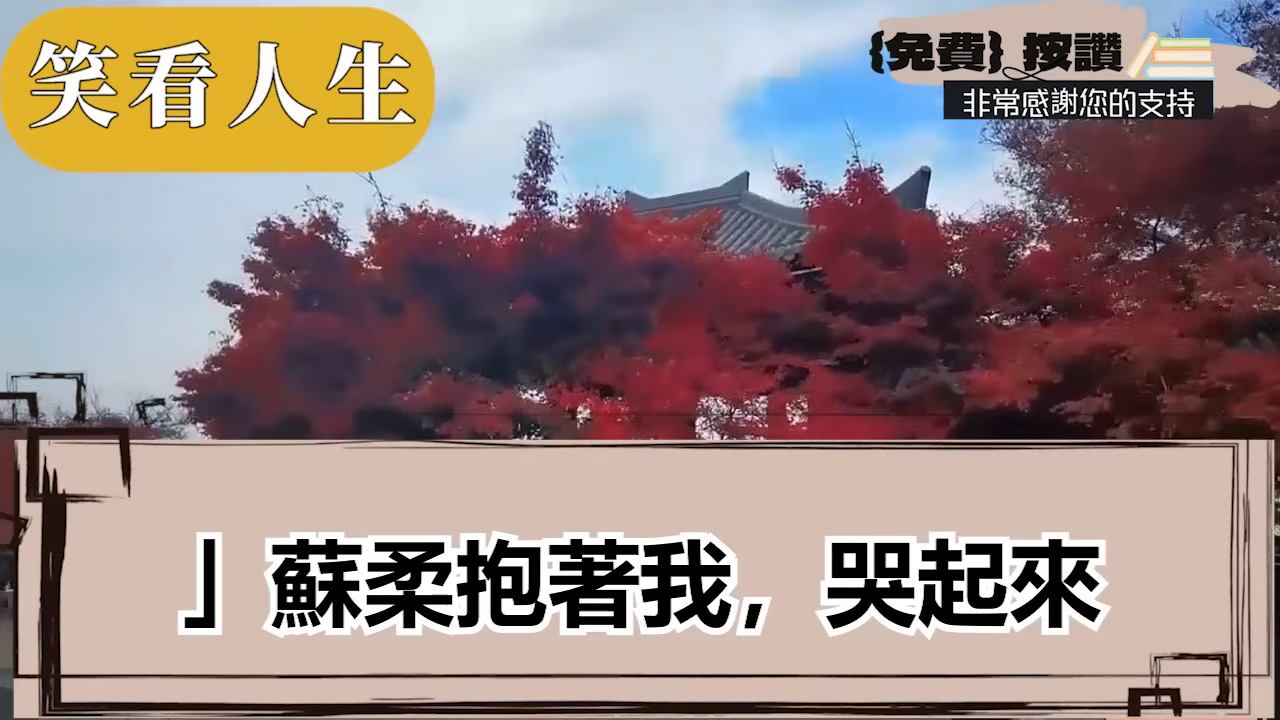 笑看人生
{免費} 按讚
非常感謝您的支持
」蘇柔抱著我，哭起來